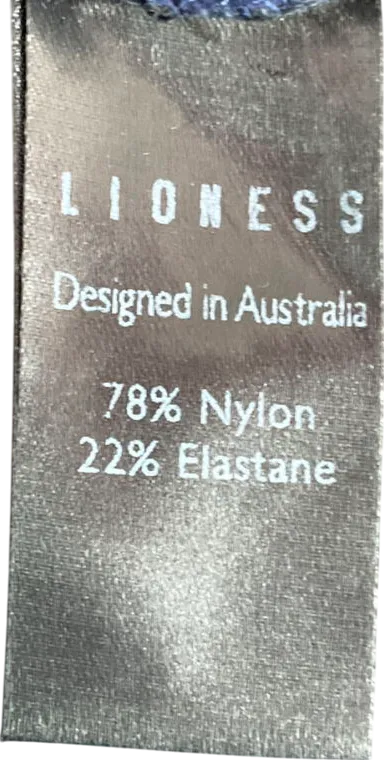 LIONESS
Designed in Australia
78% Nylon
22% Elastane